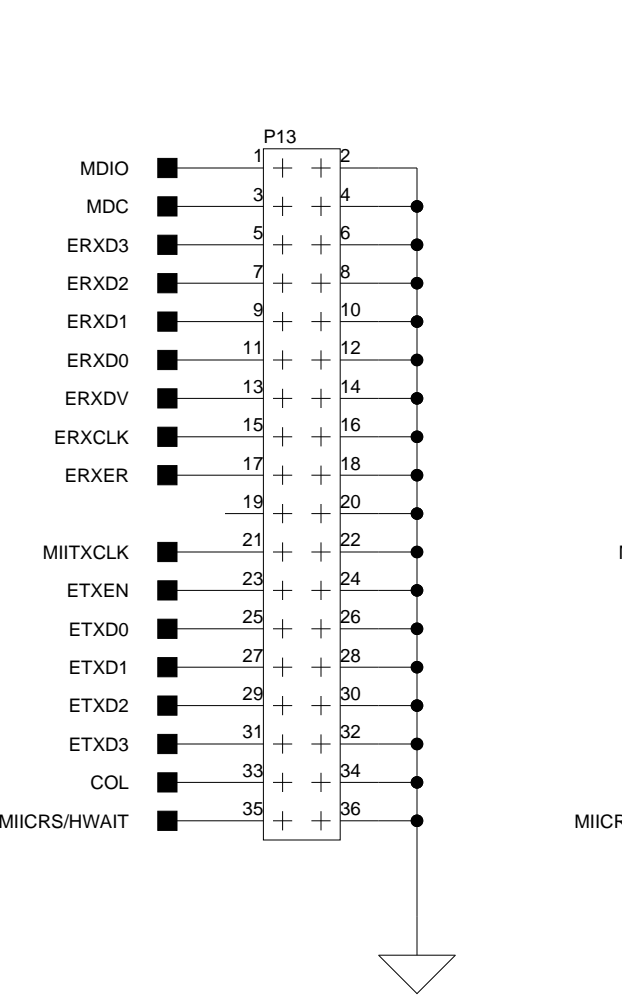 P13
MDIO 1 2
MDC 3 4
ERXD3 5 6
ERXD2 7 8
ERXD1 9 10
ERXD0 11 12
ERXDV 13 14
ERXCLK 15 16
ERXER 17 18
19 20
MIITXCLK 21 22
ETXEN 23 24
ETXD0 25 26
ETXD1 27 28
ETXD2 29 30
ETXD3 31 32
COL 33 34
MIICRS/HWAIT 35 36 MIICR